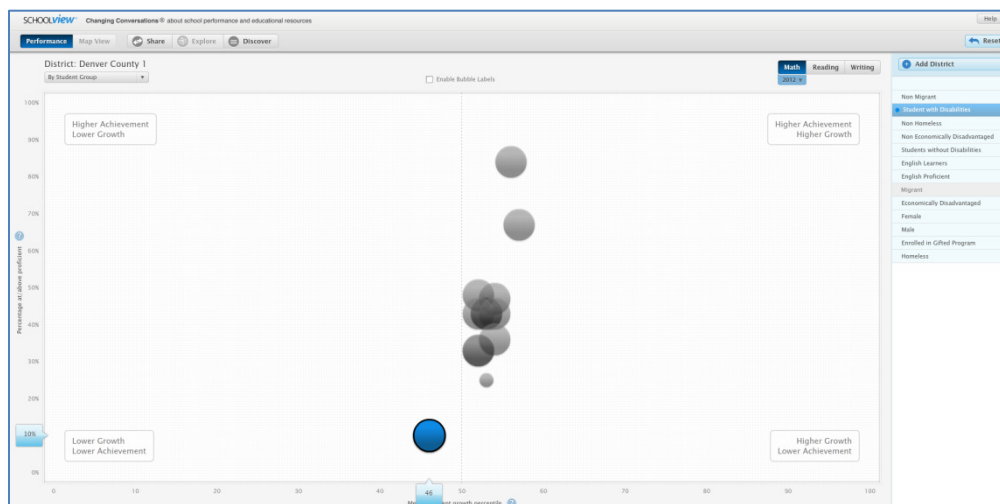 SCHOOLVIEW™ Changing Conversations® about school performance and educational resources
Help
Performance Map View Share Explore Discover
Reset
District: Denver County 1
By Student Group
Enable Bubble Labels
Math Reading Writing
2012
Add District
Non Migrant
Student with Disabilities
Non Homeless
Non Economically Disadvantaged
Students without Disabilities
English Learners
English Proficient
Migrant
Economically Disadvantaged
Female
Male
Enrolled in Gifted Program
Homeless
Higher Achievement
Lower Growth
Higher Achievement
Higher Growth
Percentage at/above proficient
100%
90%
80%
70%
60%
50%
40%
30%
20%
10%
0%
Lower Growth
Lower Achievement
Higher Growth
Lower Achievement
0 10 20 30 40 46 50 60 70 80 90 100
growth percentile